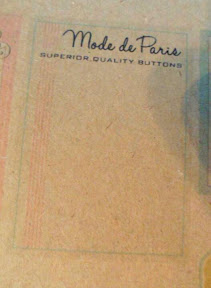 Mode de Paris
SUPERIOR QUALITY BUTTONS